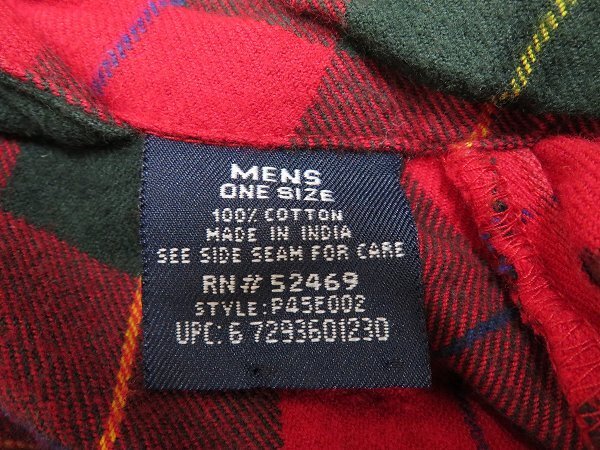 MENS
ONE SIZE
100% COTTON
MADE IN INDIA
SEE SIDE SEAM FOR CARE
RN# 52469
STYLE: P45E002
UPC: 6 7293601230